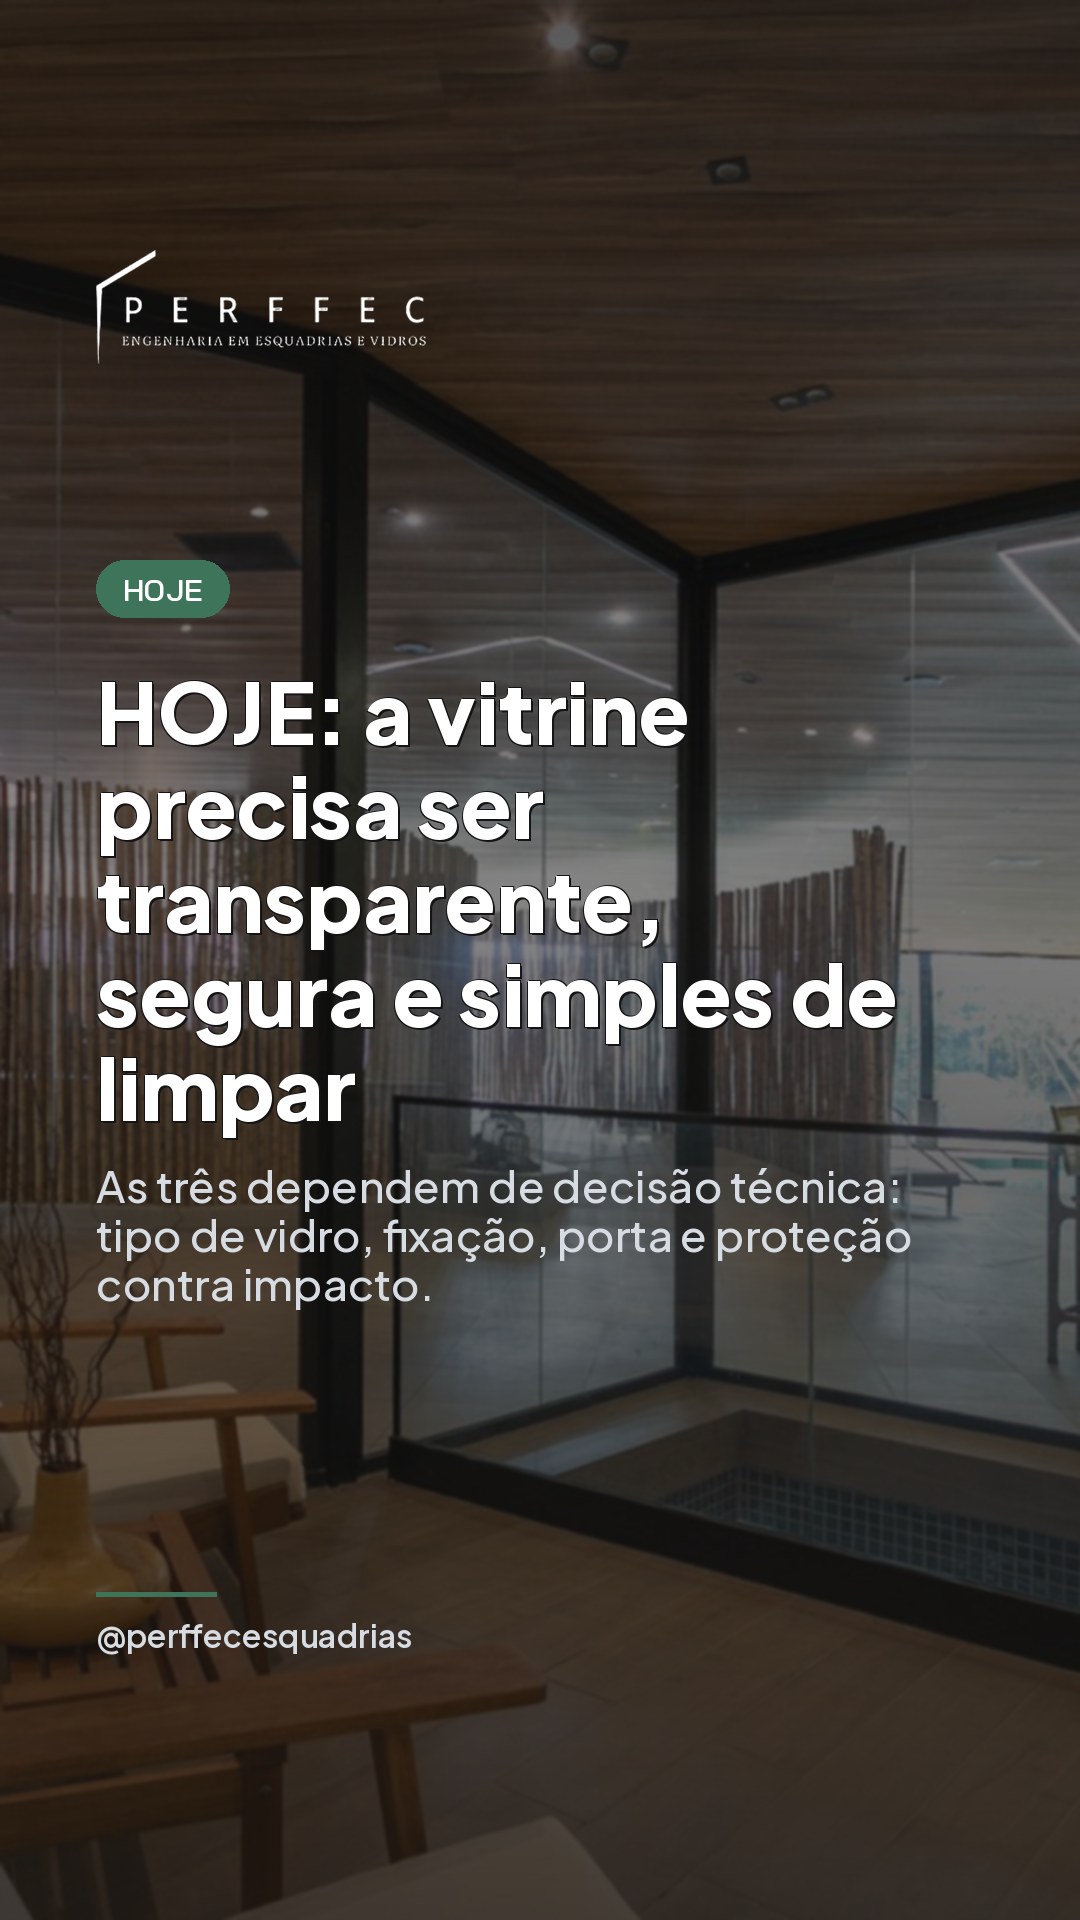 PERFFEC
ENGENHARIA EM ESQUADRIAS E VIDROS
HOJE
HOJE: a vitrine
precisa ser
transparente,
segura e simples de
limpar
As três dependem de decisão técnica:
tipo de vidro, fixação, porta e proteção
contra impacto.
@perffecesquadrias